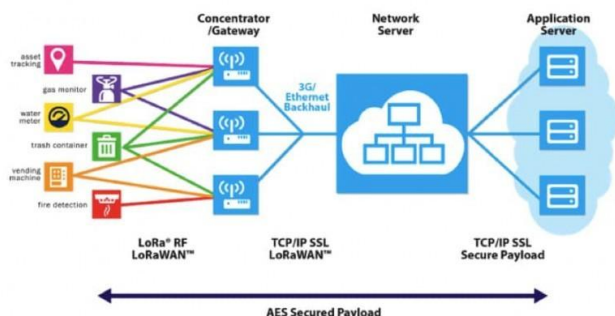 Concentrator
/Gateway
Network
Server
Application
Server
asset
tracking
gas monitor
water
meter
trash container
vending
machine
fire detection
3G/
Ethernet
Backhaul
LoRa® RF
LoRaWAN™
TCP/IP SSL
LoRaWAN™
TCP/IP SSL
Secure Payload
AES Secured Payload